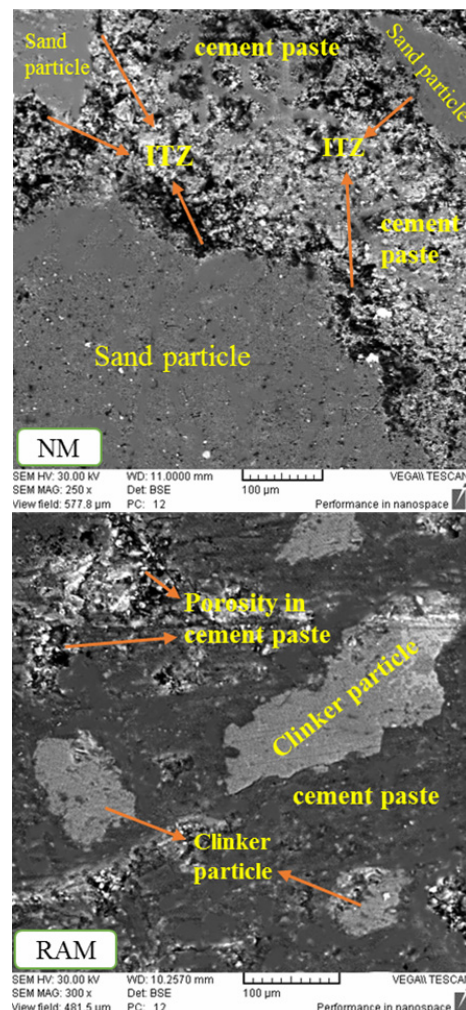 Sand
particle
cement paste
Sand particle
ITZ
ITZ
cement
paste
Sand particle
NM
SEM HV: 30.00 kV WD: 11.0000 mm VEGA\\ TESCAN
SEM MAG: 250 x Det: BSE 100 µm
View field: 577.8 µm PC: 12 Performance in nanospace
Porosity in
cement paste
Clinker particle
cement paste
Clinker
particle
RAM
SEM HV: 30.00 kV WD: 10.2570 mm VEGA\\ TESCAN
SEM MAG: 300 x Det: BSE 100 µm
View field: 481.5 µm PC: 12 Performance in nanospace